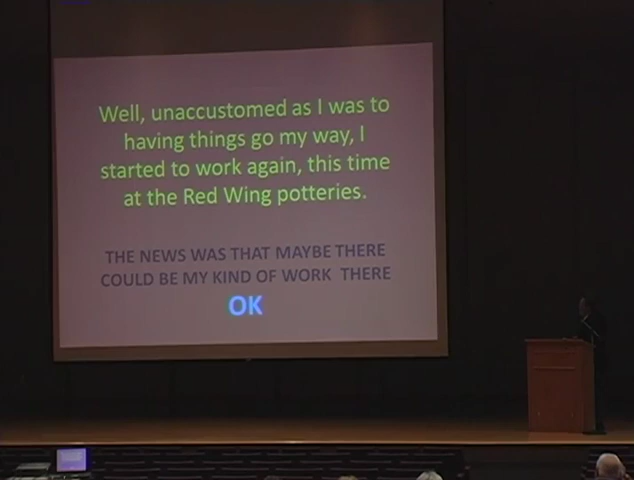 Well, unaccustomed as I was to
having things go my way, I
started to work again, this time
at the Red Wing potteries.
THE NEWS WAS THAT MAYBE THERE
COULD BE MY KIND OF WORK THERE
OK